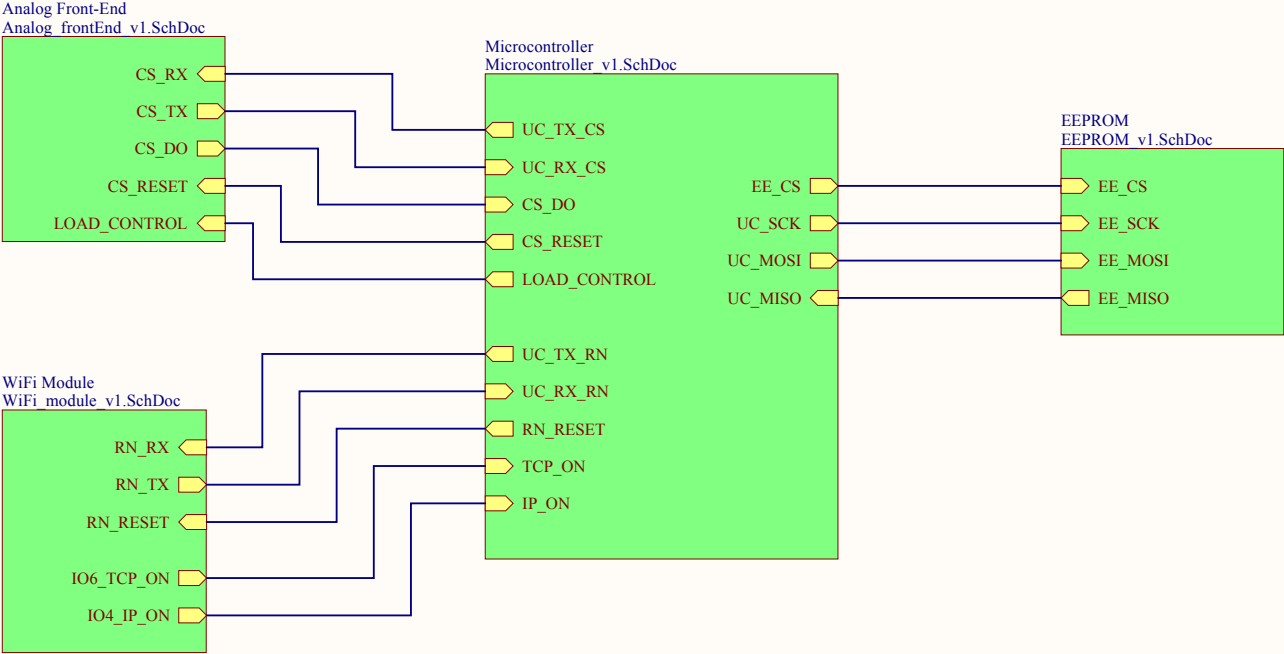 Analog Front-End
Analog_frontEnd_v1.SchDoc
CS_RX
CS_TX
CS_DO
CS_RESET
LOAD_CONTROL
Microcontroller
Microcontroller_v1.SchDoc
UC_TX_CS
UC_RX_CS
CS_DO
CS_RESET
LOAD_CONTROL
UC_TX_RN
UC_RX_RN
RN_RESET
TCP_ON
IP_ON
EE_CS
UC_SCK
UC_MOSI
UC_MISO
EEPROM
EEPROM_v1.SchDoc
EE_CS
EE_SCK
EE_MOSI
EE_MISO
WiFi Module
WiFi_module_v1.SchDoc
RN_RX
RN_TX
RN_RESET
IO6_TCP_ON
IO4_IP_ON